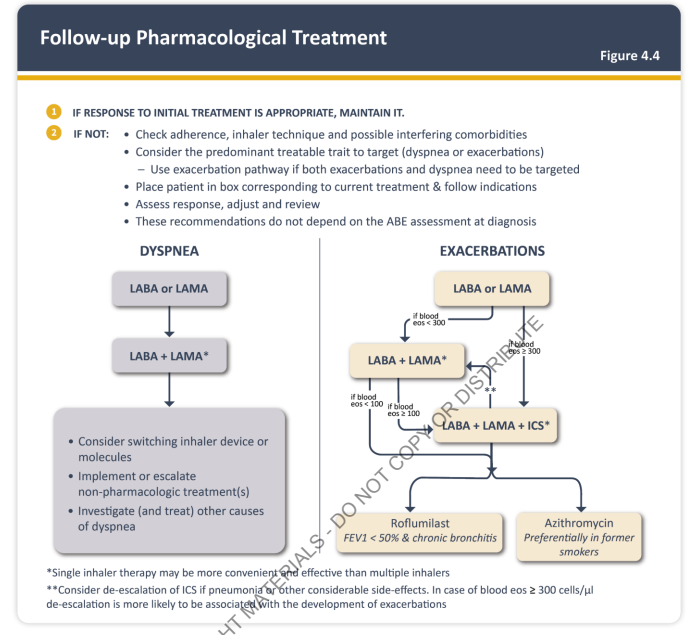 Follow-up Pharmacological Treatment
Figure 4.4
1 IF RESPONSE TO INITIAL TREATMENT IS APPROPRIATE, MAINTAIN IT.
2 IF NOT: • Check adherence, inhaler technique and possible interfering comorbidities
• Consider the predominant treatable trait to target (dyspnea or exacerbations)
– Use exacerbation pathway if both exacerbations and dyspnea need to be targeted
• Place patient in box corresponding to current treatment & follow indications
• Assess response, adjust and review
• These recommendations do not depend on the ABE assessment at diagnosis
DYSPNEA
LABA or LAMA
LABA + LAMA*
• Consider switching inhaler device or
molecules
• Implement or escalate
non-pharmacologic treatment(s)
• Investigate (and treat) other causes
of dyspnea
EXACERBATIONS
LABA or LAMA
if blood
eos < 300
if blood
eos ≥ 300
LABA + LAMA*
**
if blood
eos < 100
if blood
eos ≥ 100
LABA + LAMA + ICS*
Roflumilast
FEV1 < 50% & chronic bronchitis
Azithromycin
Preferentially in former
smokers
*Single inhaler therapy may be more convenient and effective than multiple inhalers
**Consider de-escalation of ICS if pneumonia or other considerable side-effects. In case of blood eos ≥ 300 cells/µl
de-escalation is more likely to be associated with the development of exacerbations
HT MATERIALS - DO NOT COPY OR DISTRIBUTE